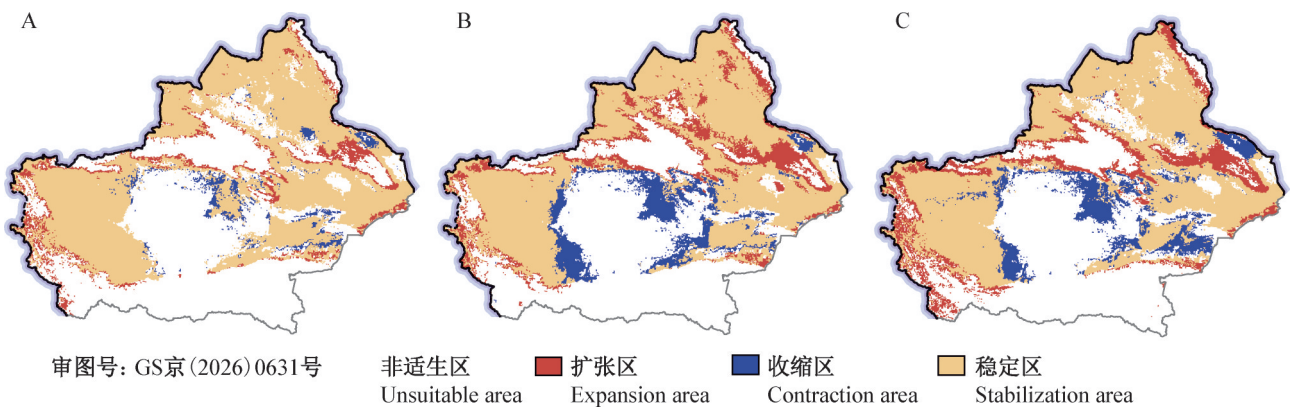 A
B
C
审图号: GS京(2026)0631号
非适生区
扩张区
收缩区
稳定区
Unsuitable area
Expansion area
Contraction area
Stabilization area